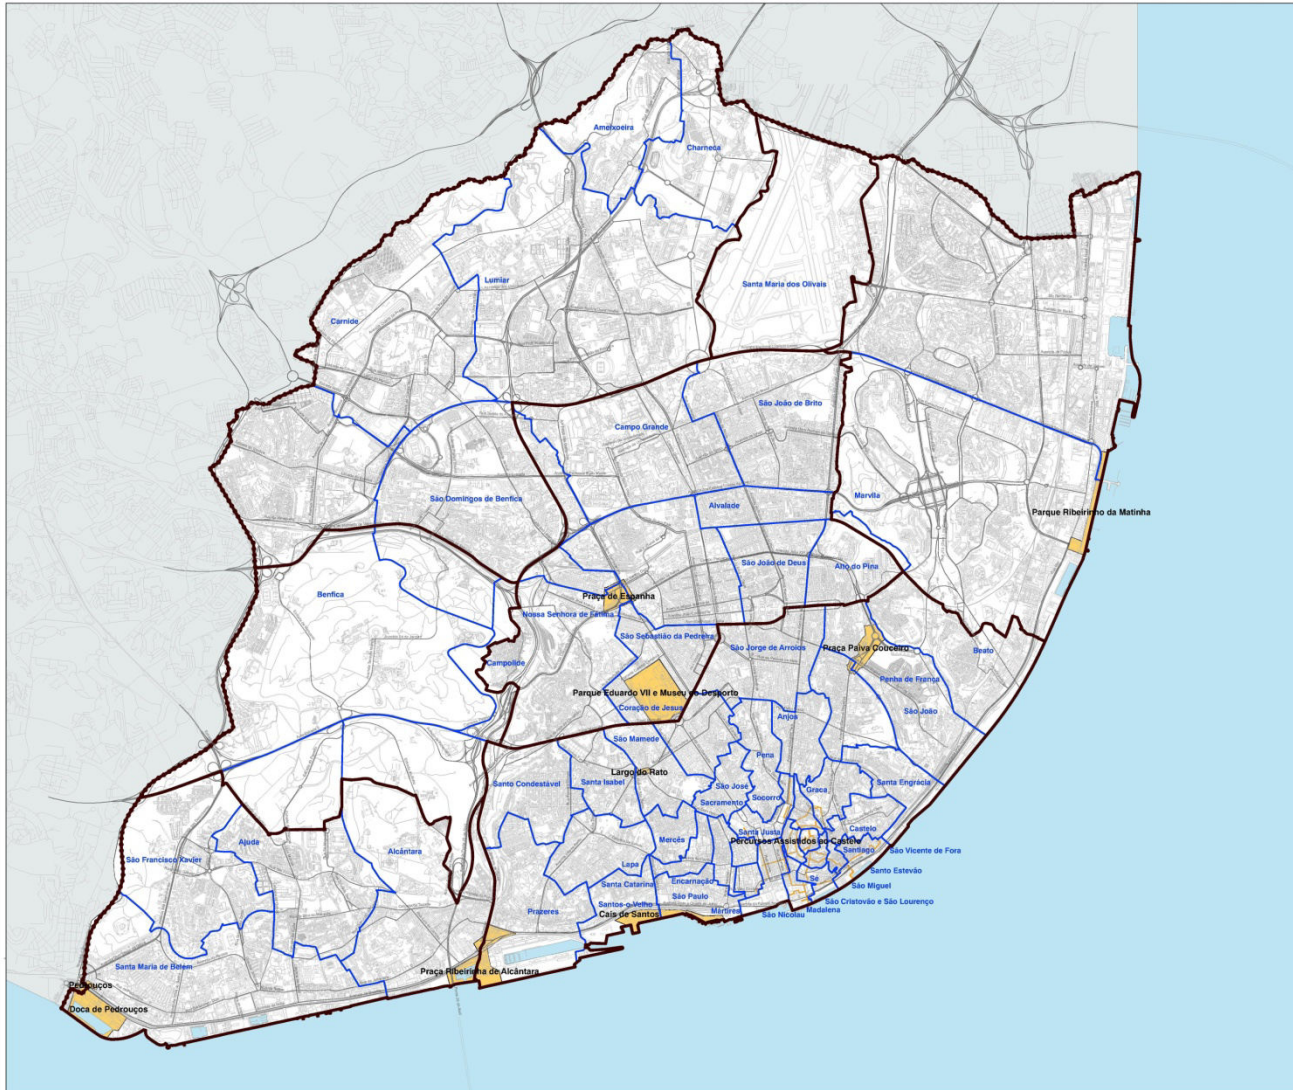 Ameixoeira
Charneca
Lumiar
Santa Maria dos Olivais
Carnide
São João de Brito
Campo Grande
São Domingos de Benfica
Marvila
Alvalade
Parque Ribeirinho da Matinha
São João de Deus
Alto do Pina
Benfica
Praça de Espanha
Nossa Senhora de Fátima
São Sebastião da Pedreira
São Jorge de Arroios
Praça Paiva Couceiro
Beato
Campolide
Penha de França
Parque Eduardo VII e Museu do Desporto
Coração de Jesus
São João
Anjos
São Mamede
Pena
Largo do Rato
Santo Condestável
Santa Isabel
São José
Santa Engrácia
Graça
Socorro
Sacramento
Castelo
Santa Justa
Mercês
Percursos Assistidos ao Castelo
Ajuda
Alcântara
São Francisco Xavier
Santiago
São Vicente de Fora
Lapa
Santo Estevão
Encarnação
Sé
Santa Catarina
São Miguel
São Paulo
São Cristovão e São Lourenço
Santos-o-Velho
Prazeres
Mártires
Madalena
Cais de Santos
São Nicolau
Santa Maria de Belém
Praça Ribeirinha de Alcântara
Pedrouços
Doca de Pedrouços